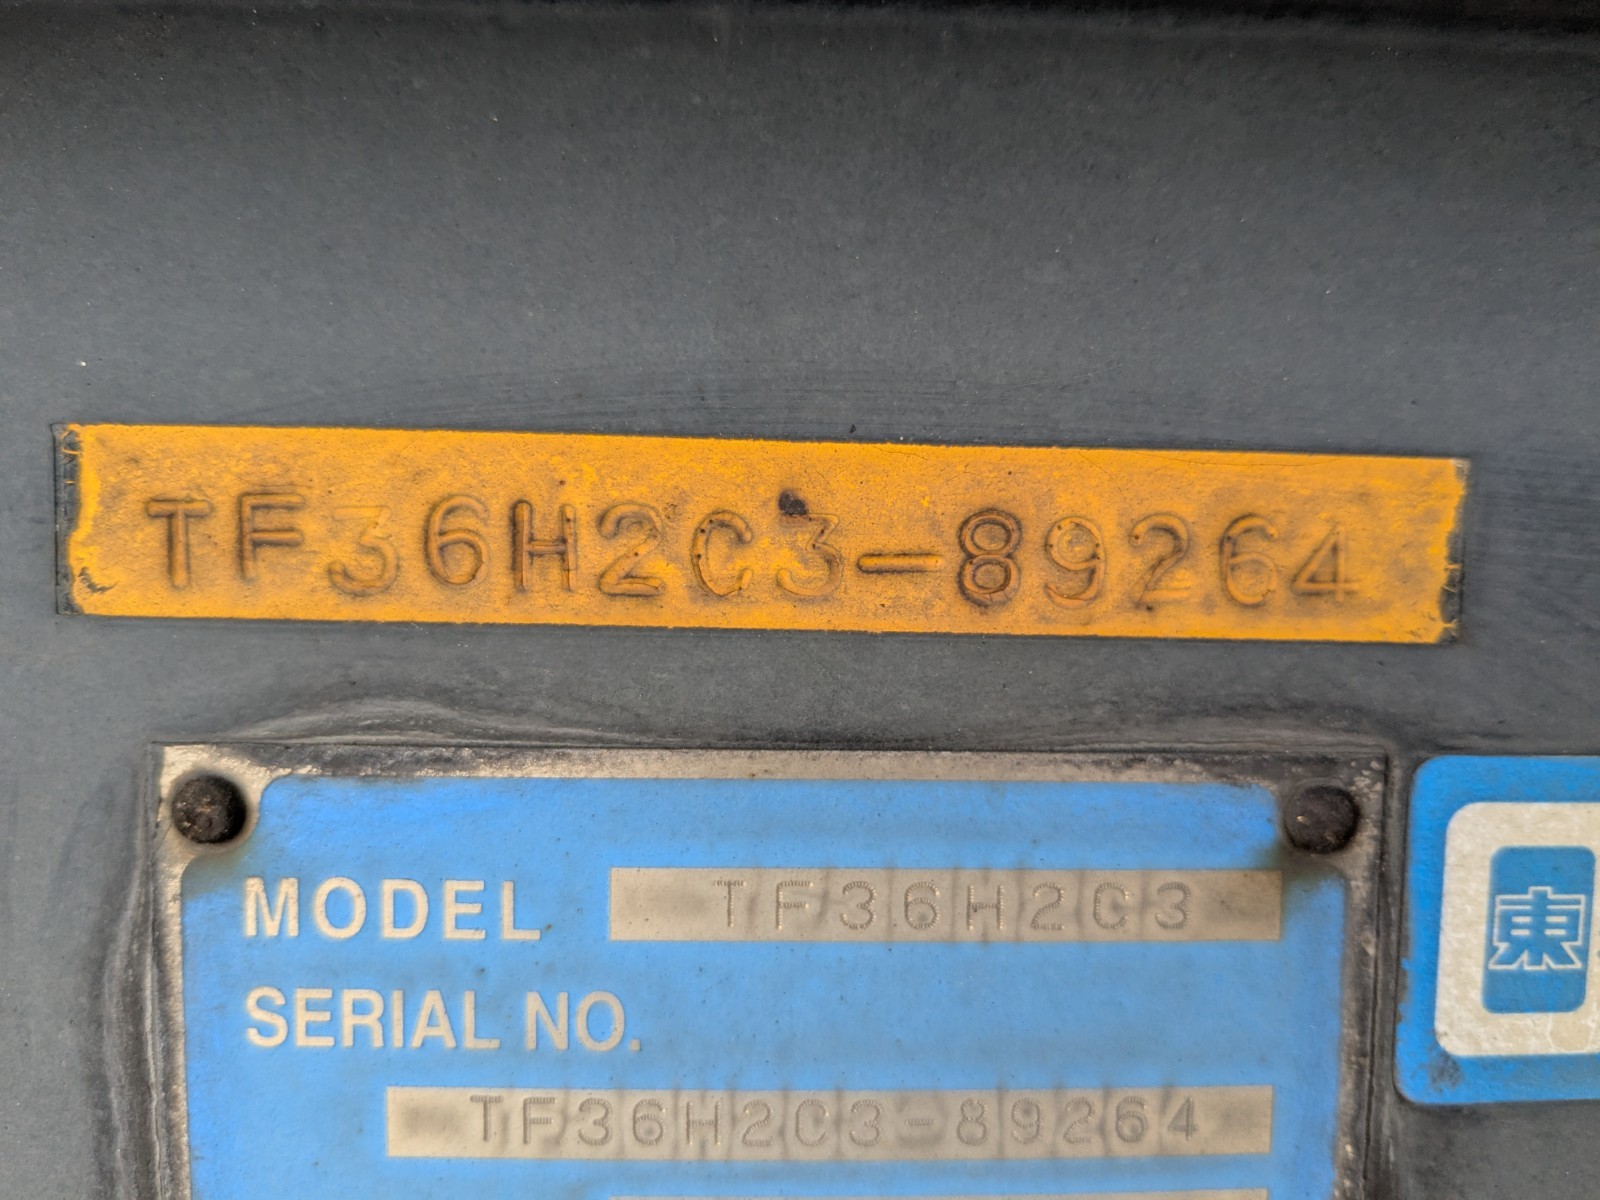 TF36H2C3-89264
MODEL TF36H2C3
東
SERIAL NO.
TF36H2C3-89264